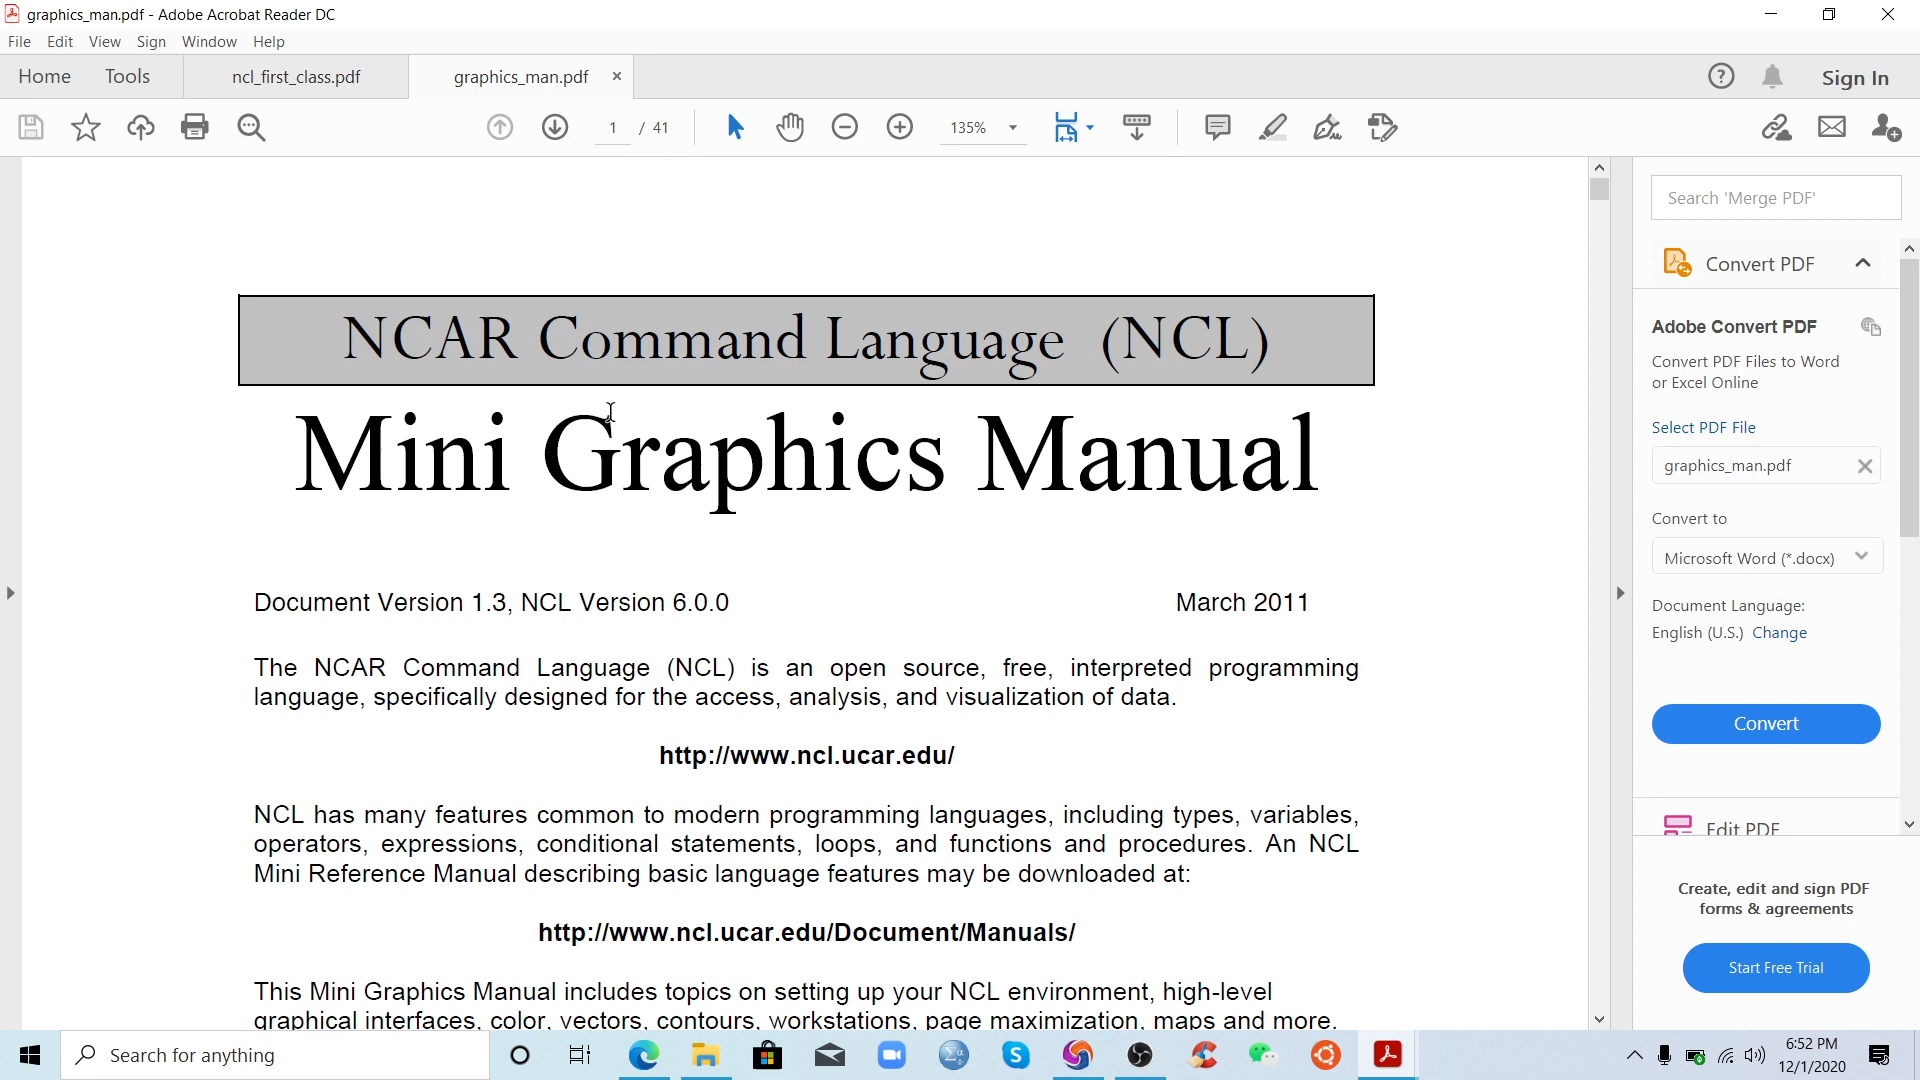 graphics_man.pdf - Adobe Acrobat Reader DC
File Edit View Sign Window Help
Home Tools ncl_first_class.pdf graphics_man.pdf × Sign In
1 / 41 135%
NCAR Command Language (NCL)
Mini Graphics Manual
Document Version 1.3, NCL Version 6.0.0 March 2011
The NCAR Command Language (NCL) is an open source, free, interpreted programming
language, specifically designed for the access, analysis, and visualization of data.
http://www.ncl.ucar.edu/
NCL has many features common to modern programming languages, including types, variables,
operators, expressions, conditional statements, loops, and functions and procedures. An NCL
Mini Reference Manual describing basic language features may be downloaded at:
http://www.ncl.ucar.edu/Document/Manuals/
This Mini Graphics Manual includes topics on setting up your NCL environment, high-level
graphical interfaces, color, vectors, contours, workstations, page maximization, maps and more.
Search 'Merge PDF'
Convert PDF
Adobe Convert PDF
Convert PDF Files to Word
or Excel Online
Select PDF File
graphics_man.pdf
Convert to
Microsoft Word (*.docx)
Document Language:
English (U.S.) Change
Convert
Edit PDF
Create, edit and sign PDF
forms & agreements
Start Free Trial
Search for anything
6:52 PM
12/1/2020